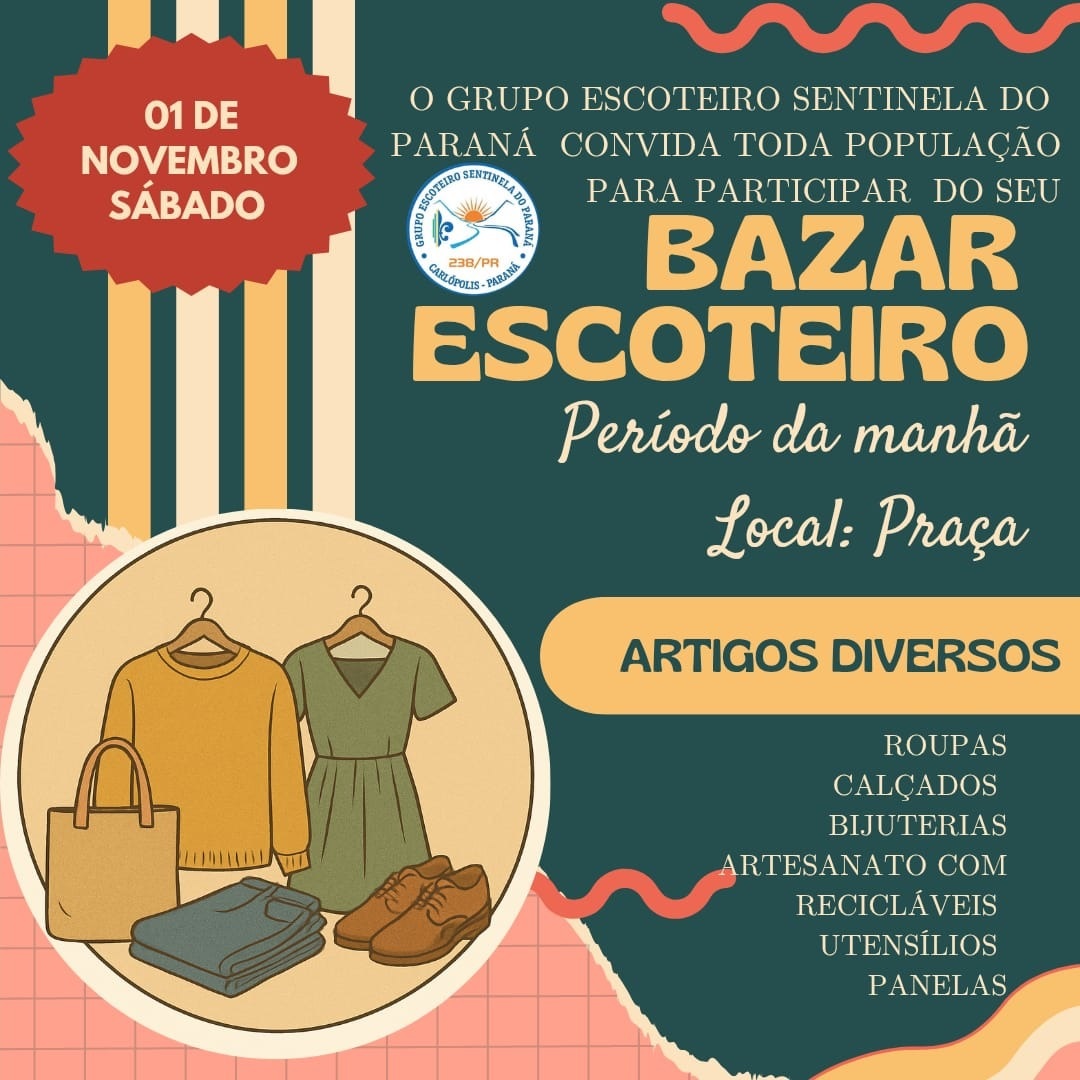 01 DE
NOVEMBRO
SÁBADO
O GRUPO ESCOTEIRO SENTINELA DO
PARANÁ CONVIDA TODA POPULAÇÃO
PARA PARTICIPAR DO SEU
GRUPO ESCOTEIRO SENTINELA DO PARANÁ
238/PR
CARLÓPOLIS - PARANÁ
BAZAR
ESCOTEIRO
Período da manhã
Local: Praça
ARTIGOS DIVERSOS
ROUPAS
CALÇADOS
BIJUTERIAS
ARTESANATO COM
RECICLÁVEIS
UTENSÍLIOS
PANELAS